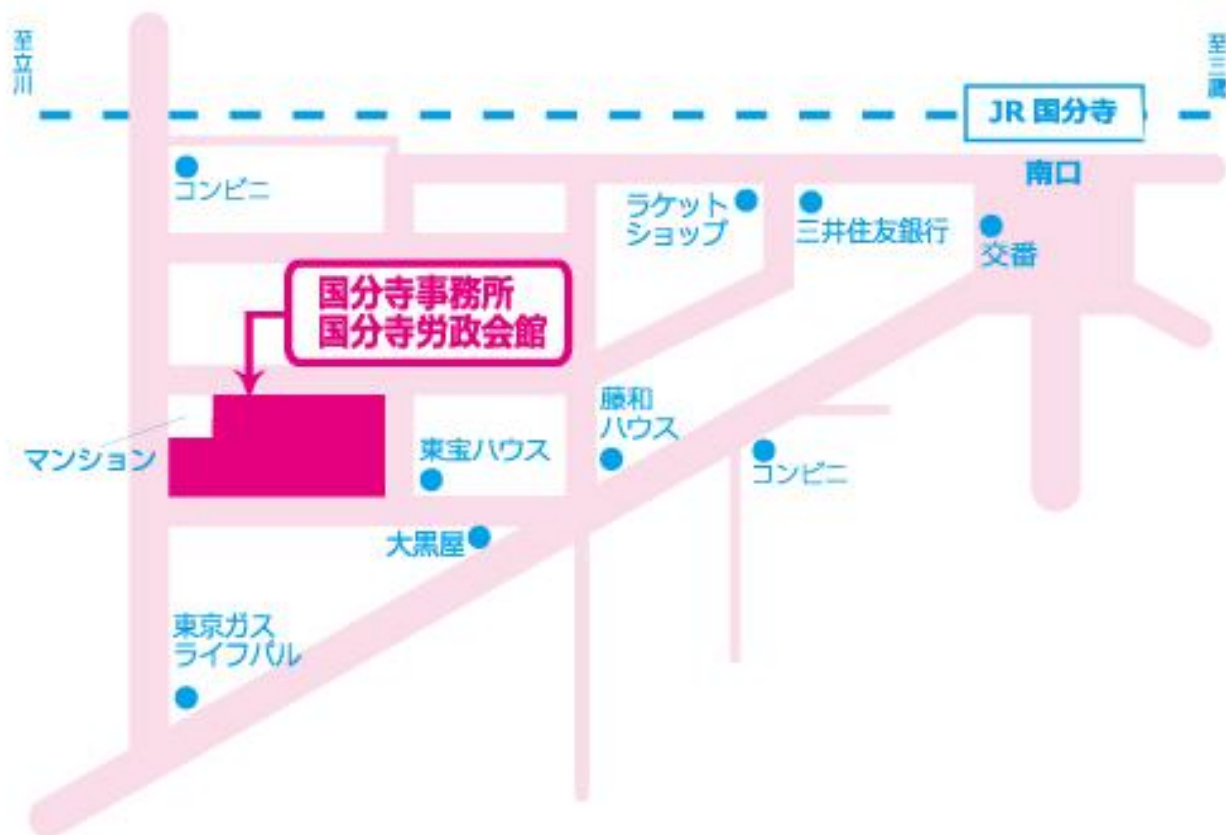 至立川
至三鷹
JR 国分寺
南口
コンビニ
ラケット
ショップ
三井住友銀行
交番
国分寺事務所
国分寺労政会館
マンション
東宝ハウス
藤和
ハウス
コンビニ
大黒屋
東京ガス
ライフバル